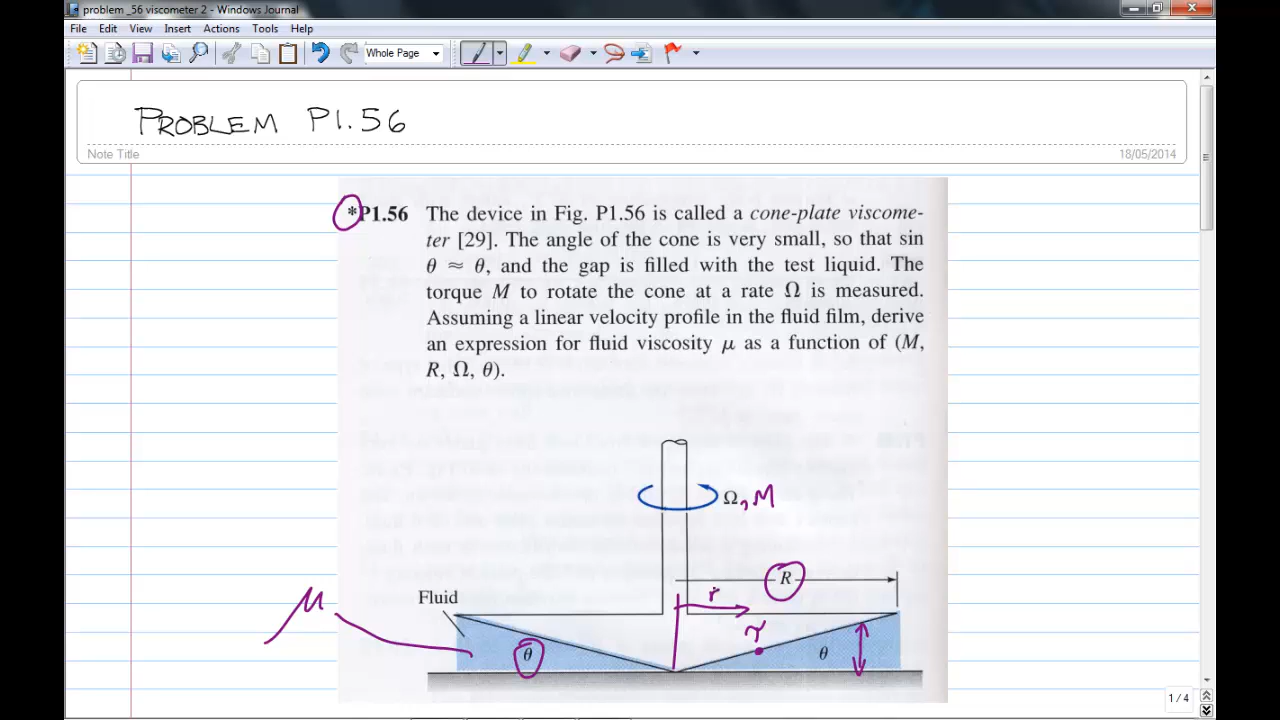 problem _56 viscometer 2 - Windows Journal
File Edit View Insert Actions Tools Help
Whole Page
PROBLEM P1.56
Note Title
18/05/2014
*P1.56 The device in Fig. P1.56 is called a cone-plate viscome-
ter [29]. The angle of the cone is very small, so that sin
θ ≈ θ, and the gap is filled with the test liquid. The
torque M to rotate the cone at a rate Ω is measured.
Assuming a linear velocity profile in the fluid film, derive
an expression for fluid viscosity μ as a function of (M,
R, Ω, θ).
Ω, M
R
Fluid
r
μ
τ
θ
θ
1 / 4